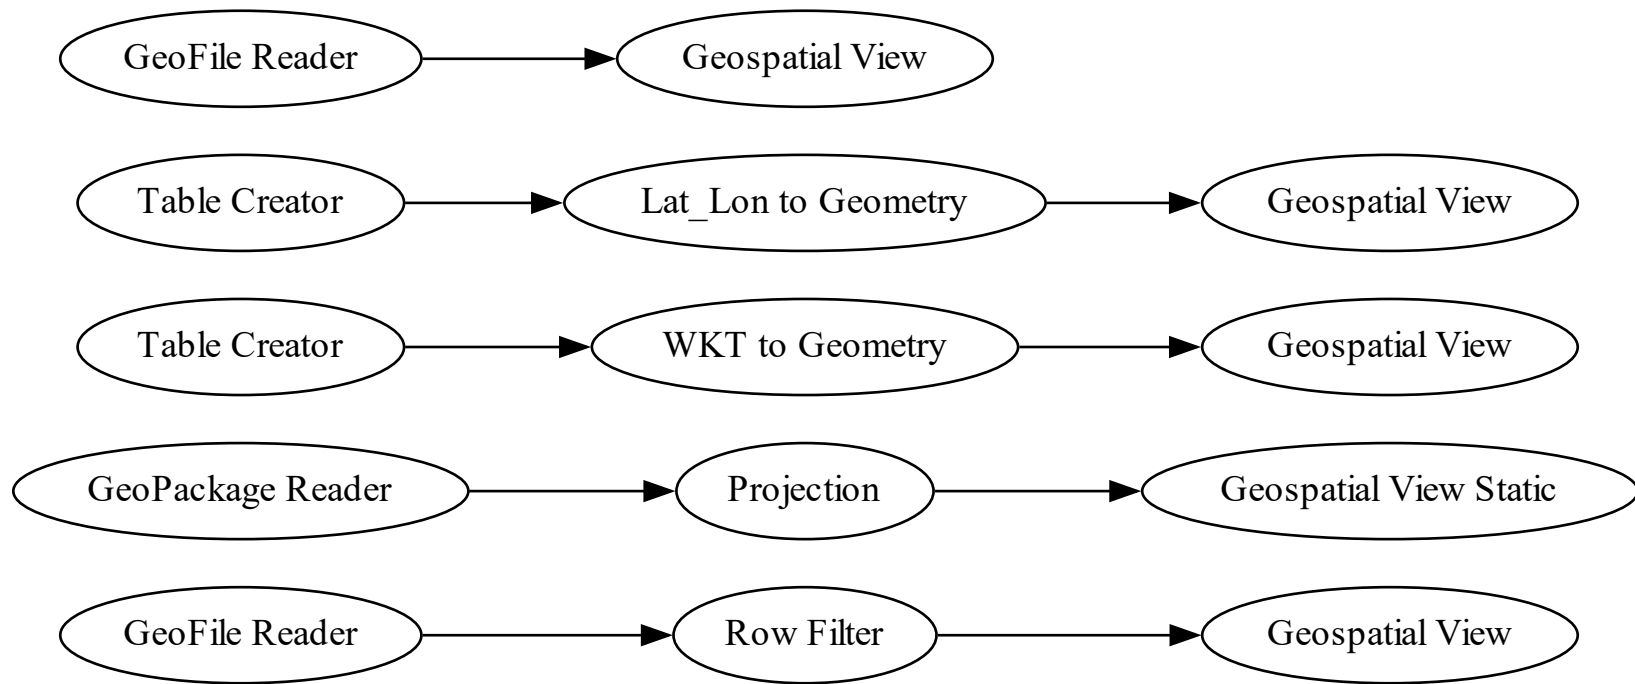 GeoFile Reader
Geospatial View
Table Creator
Lat_Lon to Geometry
Geospatial View
Table Creator
WKT to Geometry
Geospatial View
GeoPackage Reader
Projection
Geospatial View Static
GeoFile Reader
Row Filter
Geospatial View